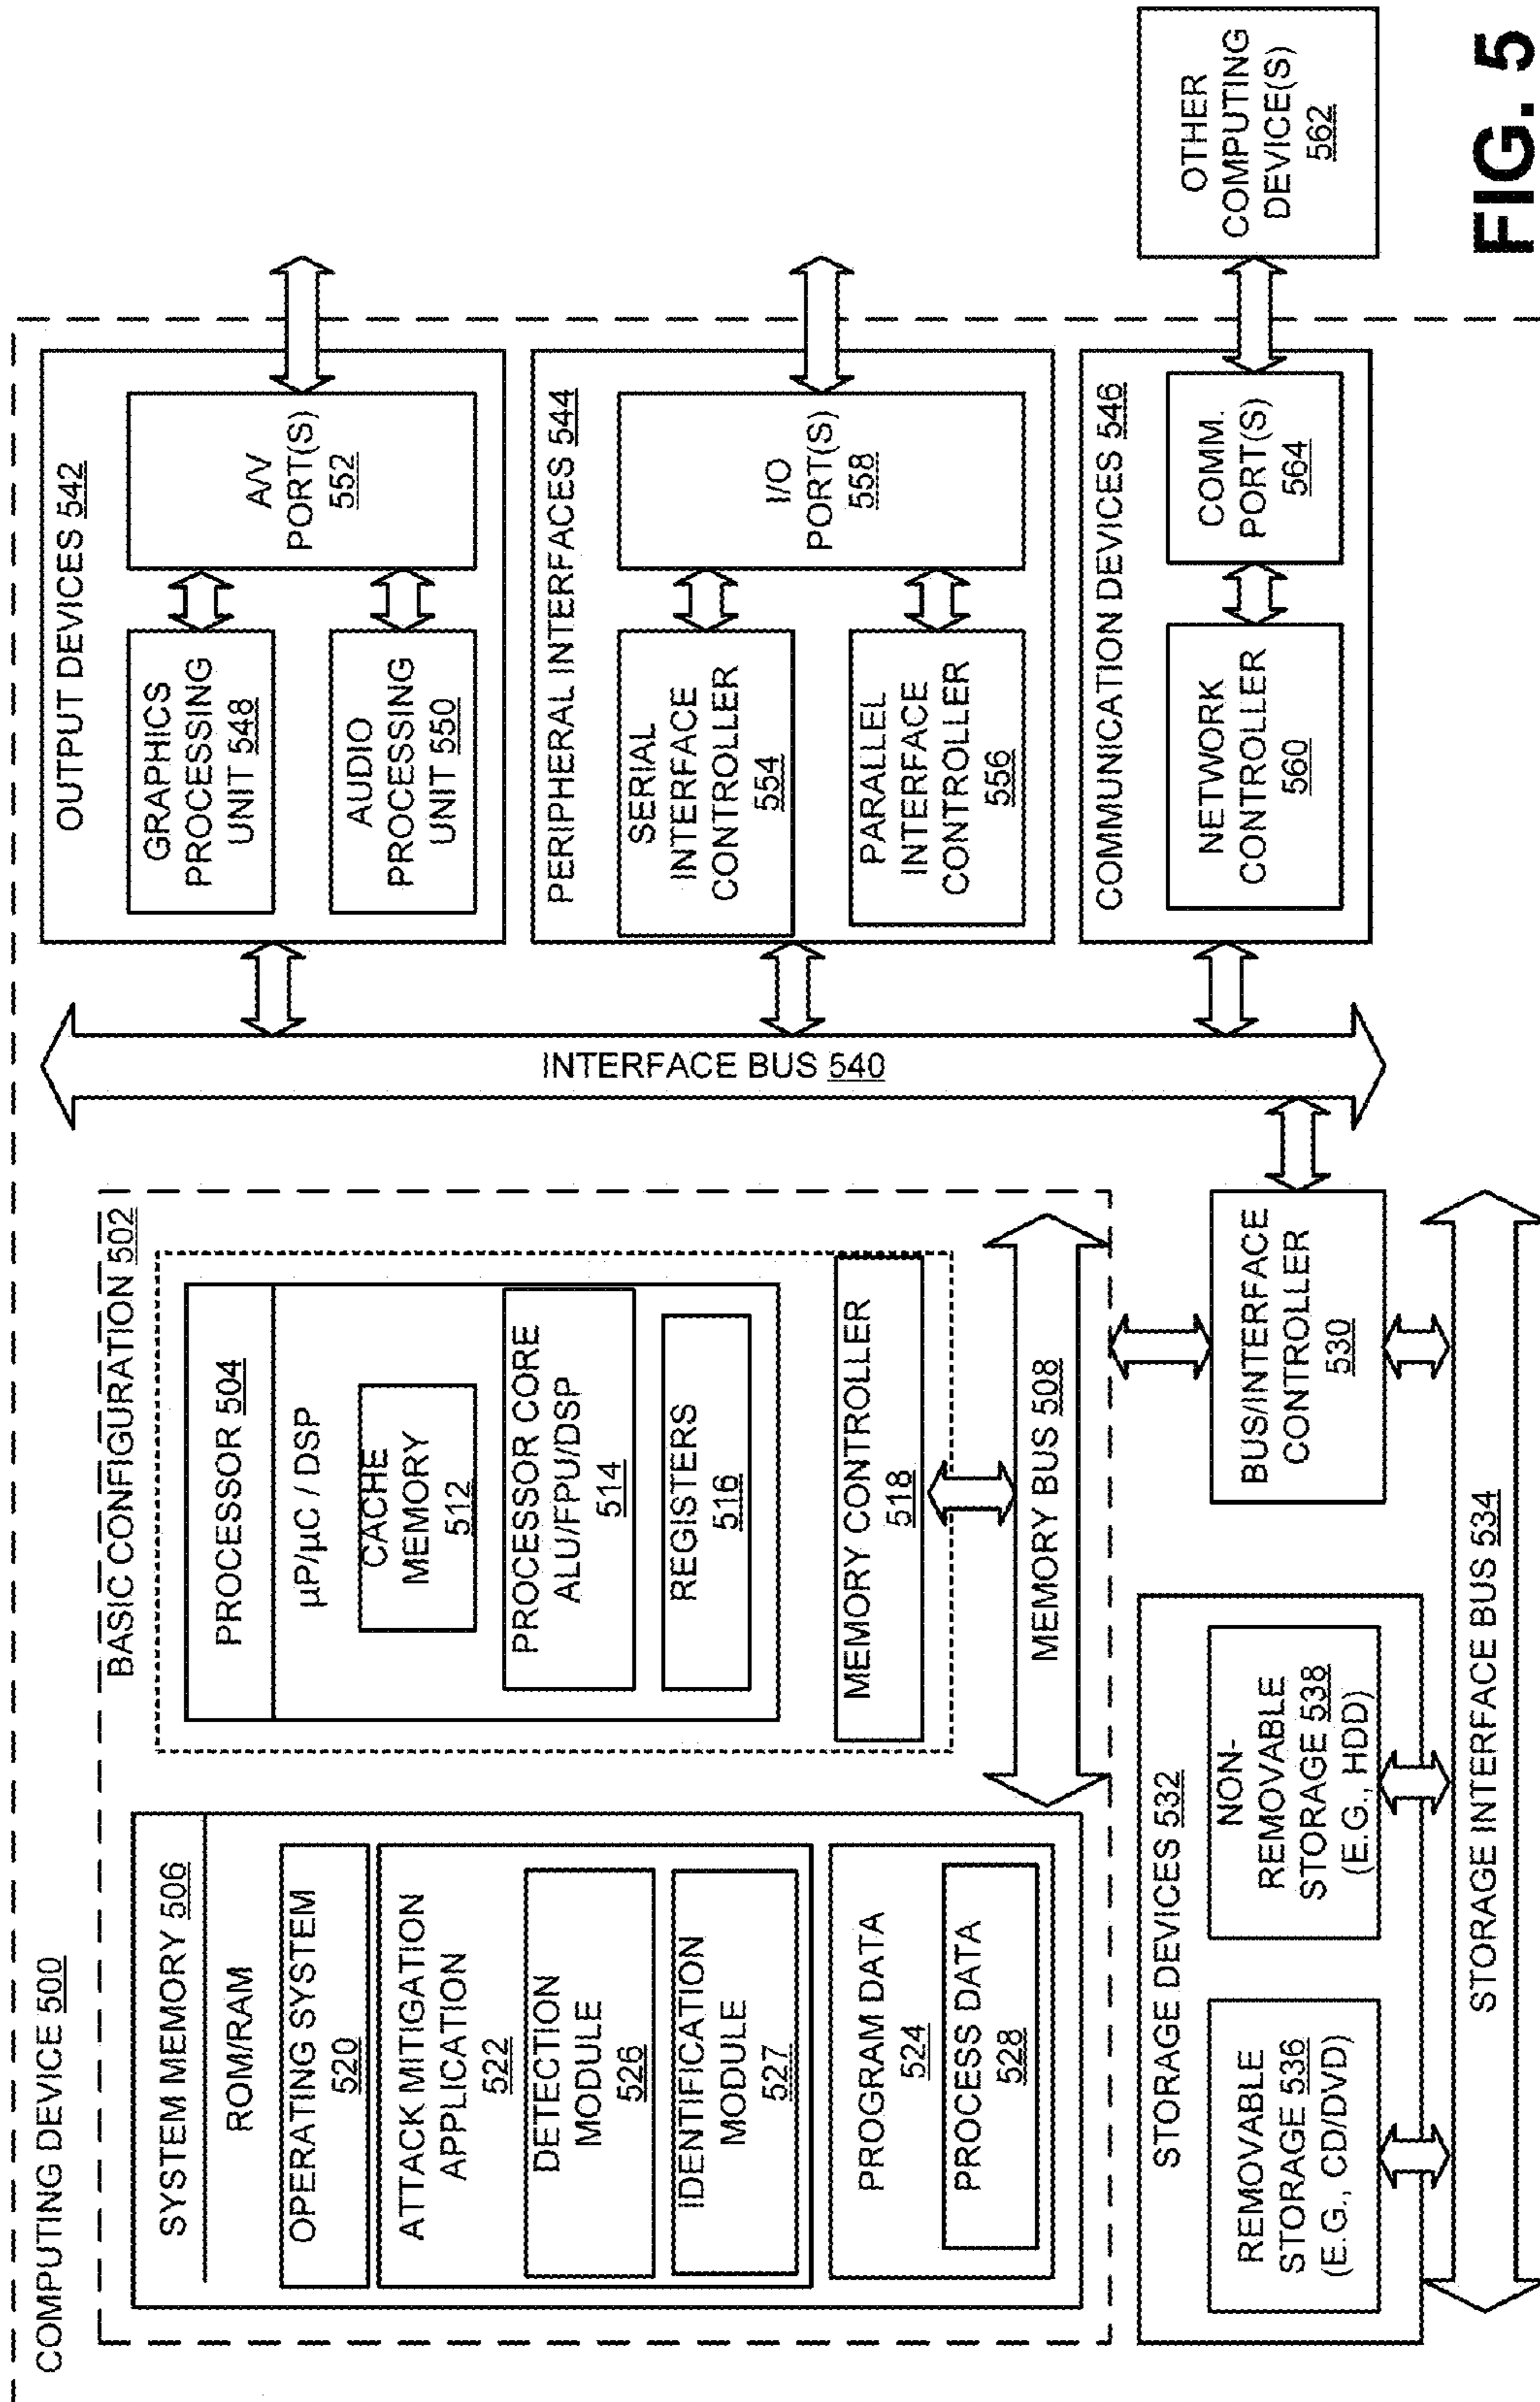 COMPUTING DEVICE 500
BASIC CONFIGURATION 502
SYSTEM MEMORY 506
ROM/RAM
OPERATING SYSTEM
520
ATTACK MITIGATION
APPLICATION
522
DETECTION
MODULE
526
IDENTIFICATION
MODULE
527
PROGRAM DATA
524
PROCESS DATA
528
PROCESSOR 504
µP/µC / DSP
CACHE
MEMORY
512
PROCESSOR CORE
ALU/FPU/DSP
514
REGISTERS
516
MEMORY CONTROLLER
518
MEMORY BUS 508
BUS/INTERFACE
CONTROLLER
530
STORAGE DEVICES 532
REMOVABLE
STORAGE 536
(E.G., CD/DVD)
NON-
REMOVABLE
STORAGE 538
(E.G., HDD)
STORAGE INTERFACE BUS 534
INTERFACE BUS 540
OUTPUT DEVICES 542
GRAPHICS
PROCESSING
UNIT 548
AUDIO
PROCESSING
UNIT 550
A/V
PORT(S)
552
PERIPHERAL INTERFACES 544
SERIAL
INTERFACE
CONTROLLER
554
PARALLEL
INTERFACE
CONTROLLER
556
I/O
PORT(S)
558
COMMUNICATION DEVICES 546
NETWORK
CONTROLLER
560
COMM.
PORT(S)
564
OTHER
COMPUTING
DEVICE(S)
562
FIG. 5